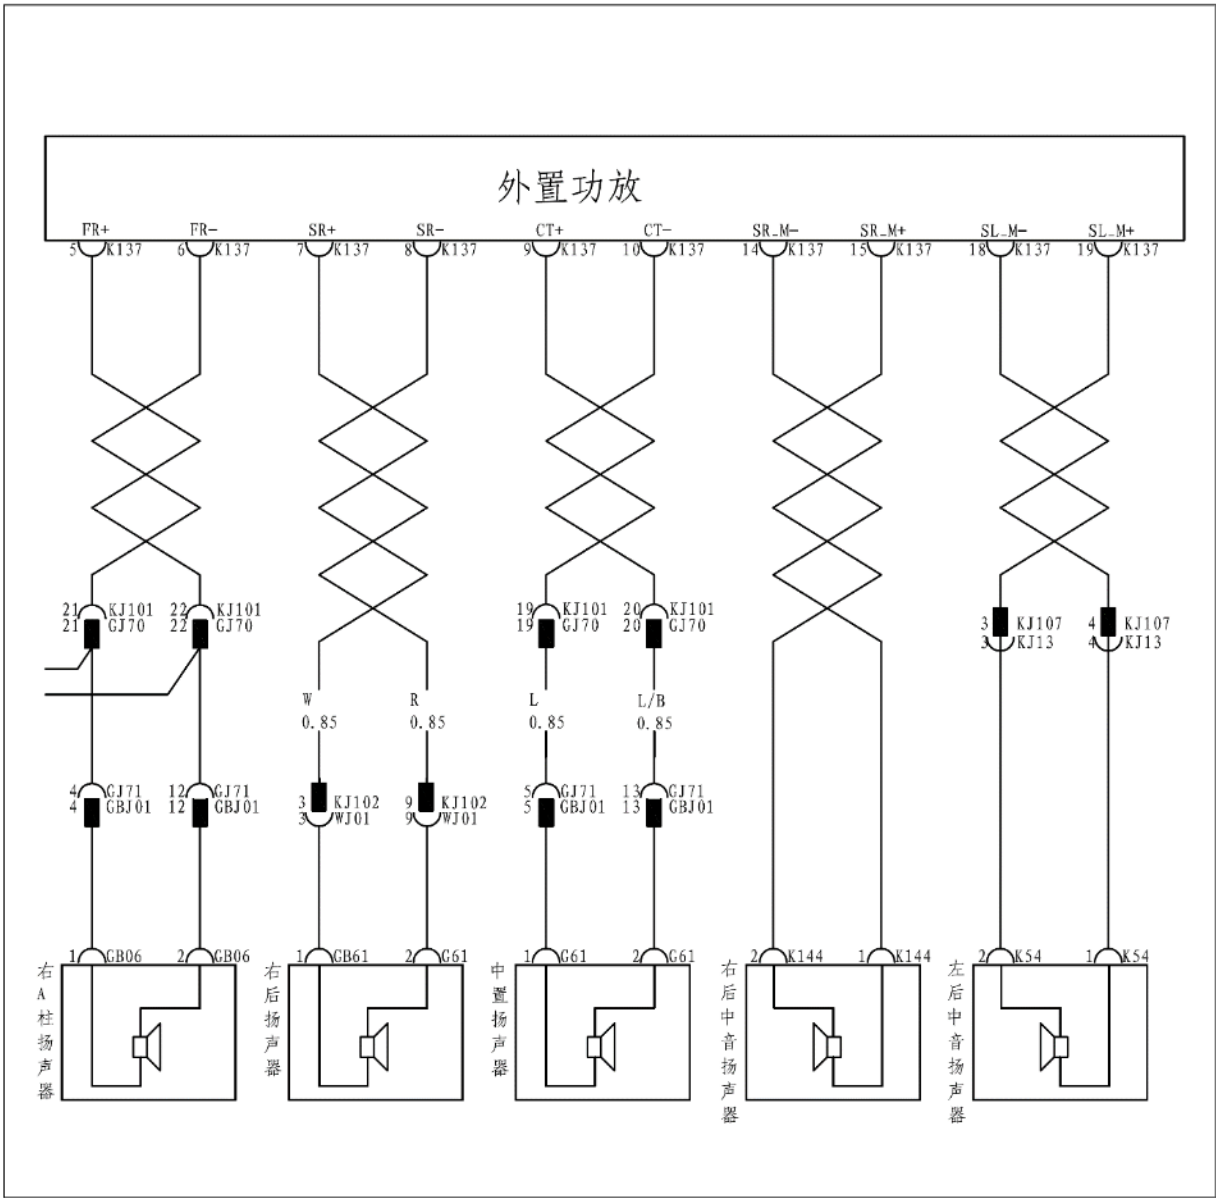 外置功放
FR+ FR- SR+ SR- CT+ CT- SR_M- SR_M+ SL_M- SL_M+
5 K137 6 K137 7 K137 8 K137 9 K137 10 K137 14 K137 15 K137 18 K137 19 K137
21 KJ101 22 KJ101 19 KJ101 20 KJ101
21 GJ70 22 GJ70 19 GJ70 20 GJ70 3 KJ107 4 KJ107
3 KJ13 4 KJ13
W R L L/B
0.85 0.85 0.85 0.85
4 GJ71 12 GJ71 5 GJ71 13 GJ71
4 GBJ01 12 GBJ01 3 KJ102 9 KJ102 5 GBJ01 13 GBJ01
3 WJ01 9 WJ01
1 GB06 2 GB06 1 GB61 2 G61 1 G61 2 G61 2 K144 1 K144 2 K54 1 K54
右A柱扬声器
右后扬声器
中置扬声器
右后中音扬声器
左后中音扬声器